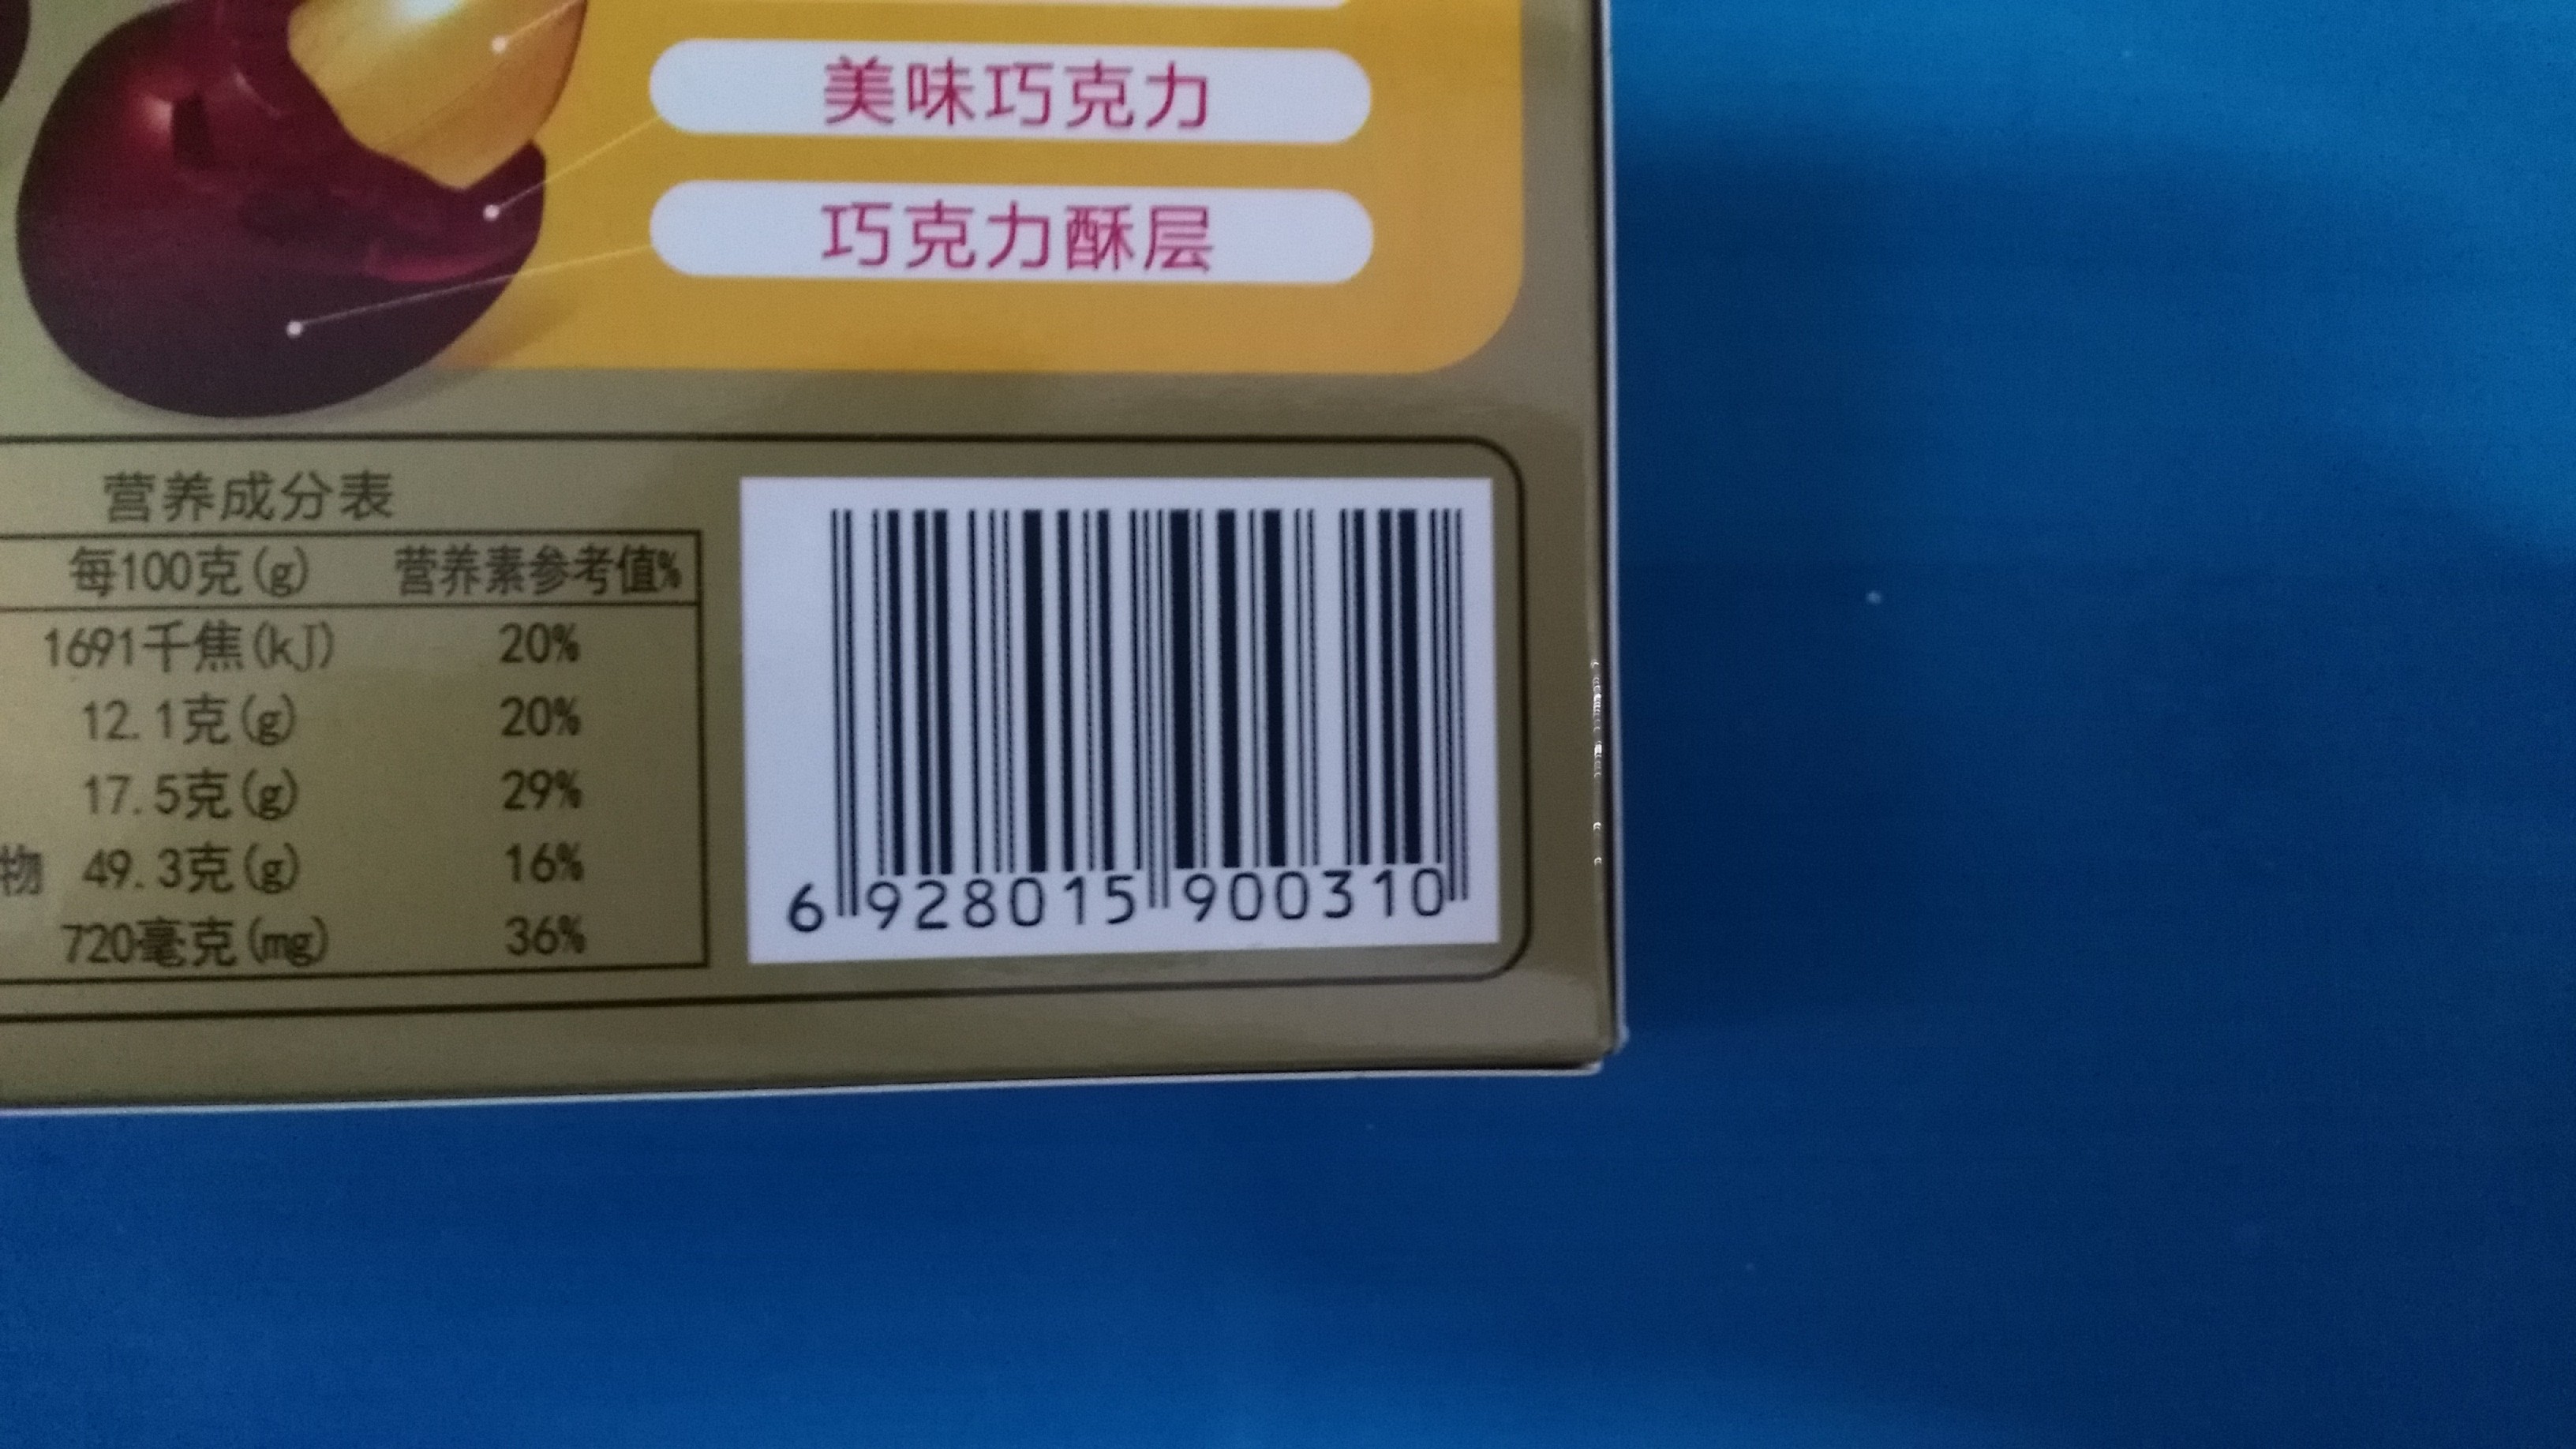 美味巧克力
巧克力酥层
营养成分表
每100克(g) 营养素参考值%
1691千焦(kJ) 20%
12.1克(g) 20%
17.5克(g) 29%
物 49.3克(g) 16%
720毫克(mg) 36%
6 928015 900310